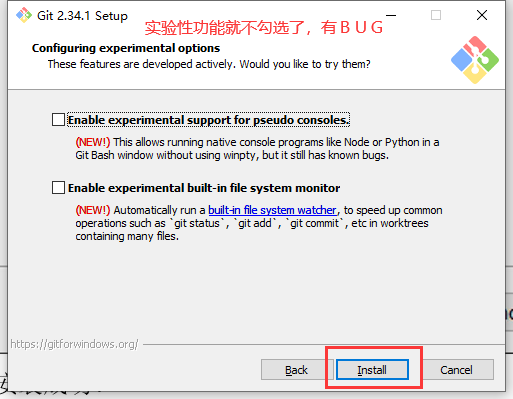 Git 2.34.1 Setup
实验性功能就不勾选了，有ＢＵＧ
Configuring experimental options
These features are developed actively. Would you like to try them?
Enable experimental support for pseudo consoles.
(NEW!) This allows running native console programs like Node or Python in a
Git Bash window without using winpty, but it still has known bugs.
Enable experimental built-in file system monitor
(NEW!) Automatically run a built-in file system watcher, to speed up common
operations such as `git status`, `git add`, `git commit`, etc in worktrees
containing many files.
https://gitforwindows.org/
Back
Install
Cancel